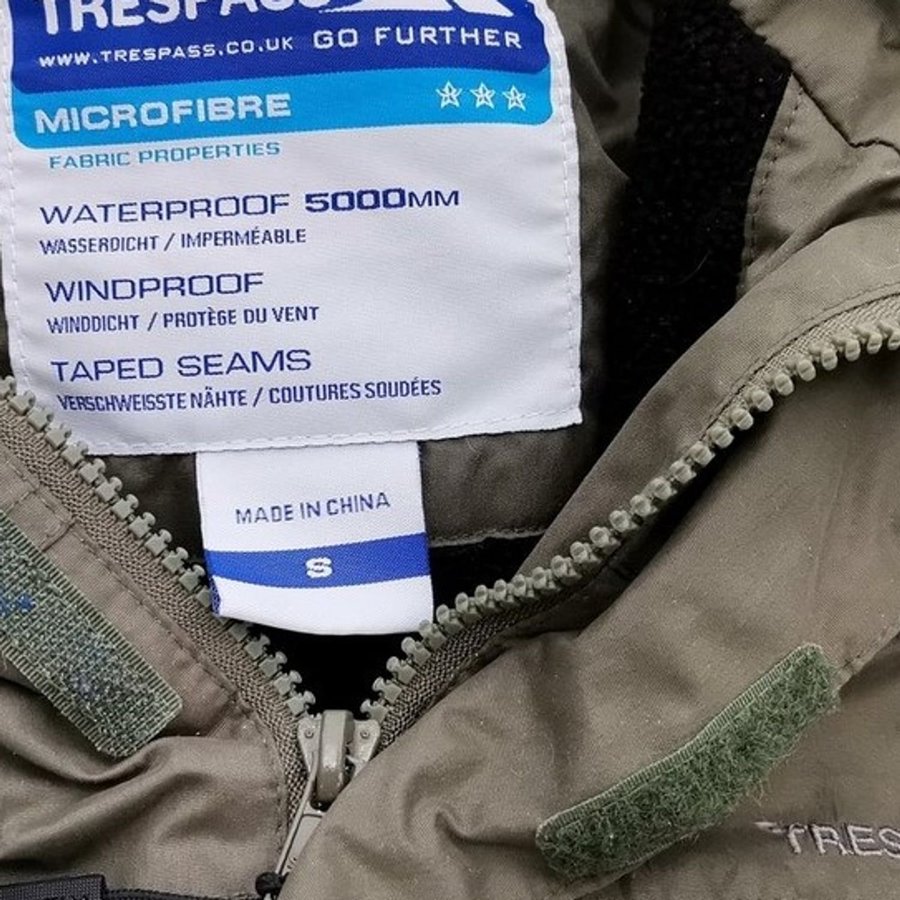 TRESPASS
WWW.TRESPASS.CO.UK GO FURTHER
MICROFIBRE
FABRIC PROPERTIES
WATERPROOF 5000MM
WASSERDICHT / IMPERMÉABLE
WINDPROOF
WINDDICHT / PROTÈGE DU VENT
TAPED SEAMS
VERSCHWEISSTE NÄHTE / COUTURES SOUDÉES
MADE IN CHINA
S
TRES